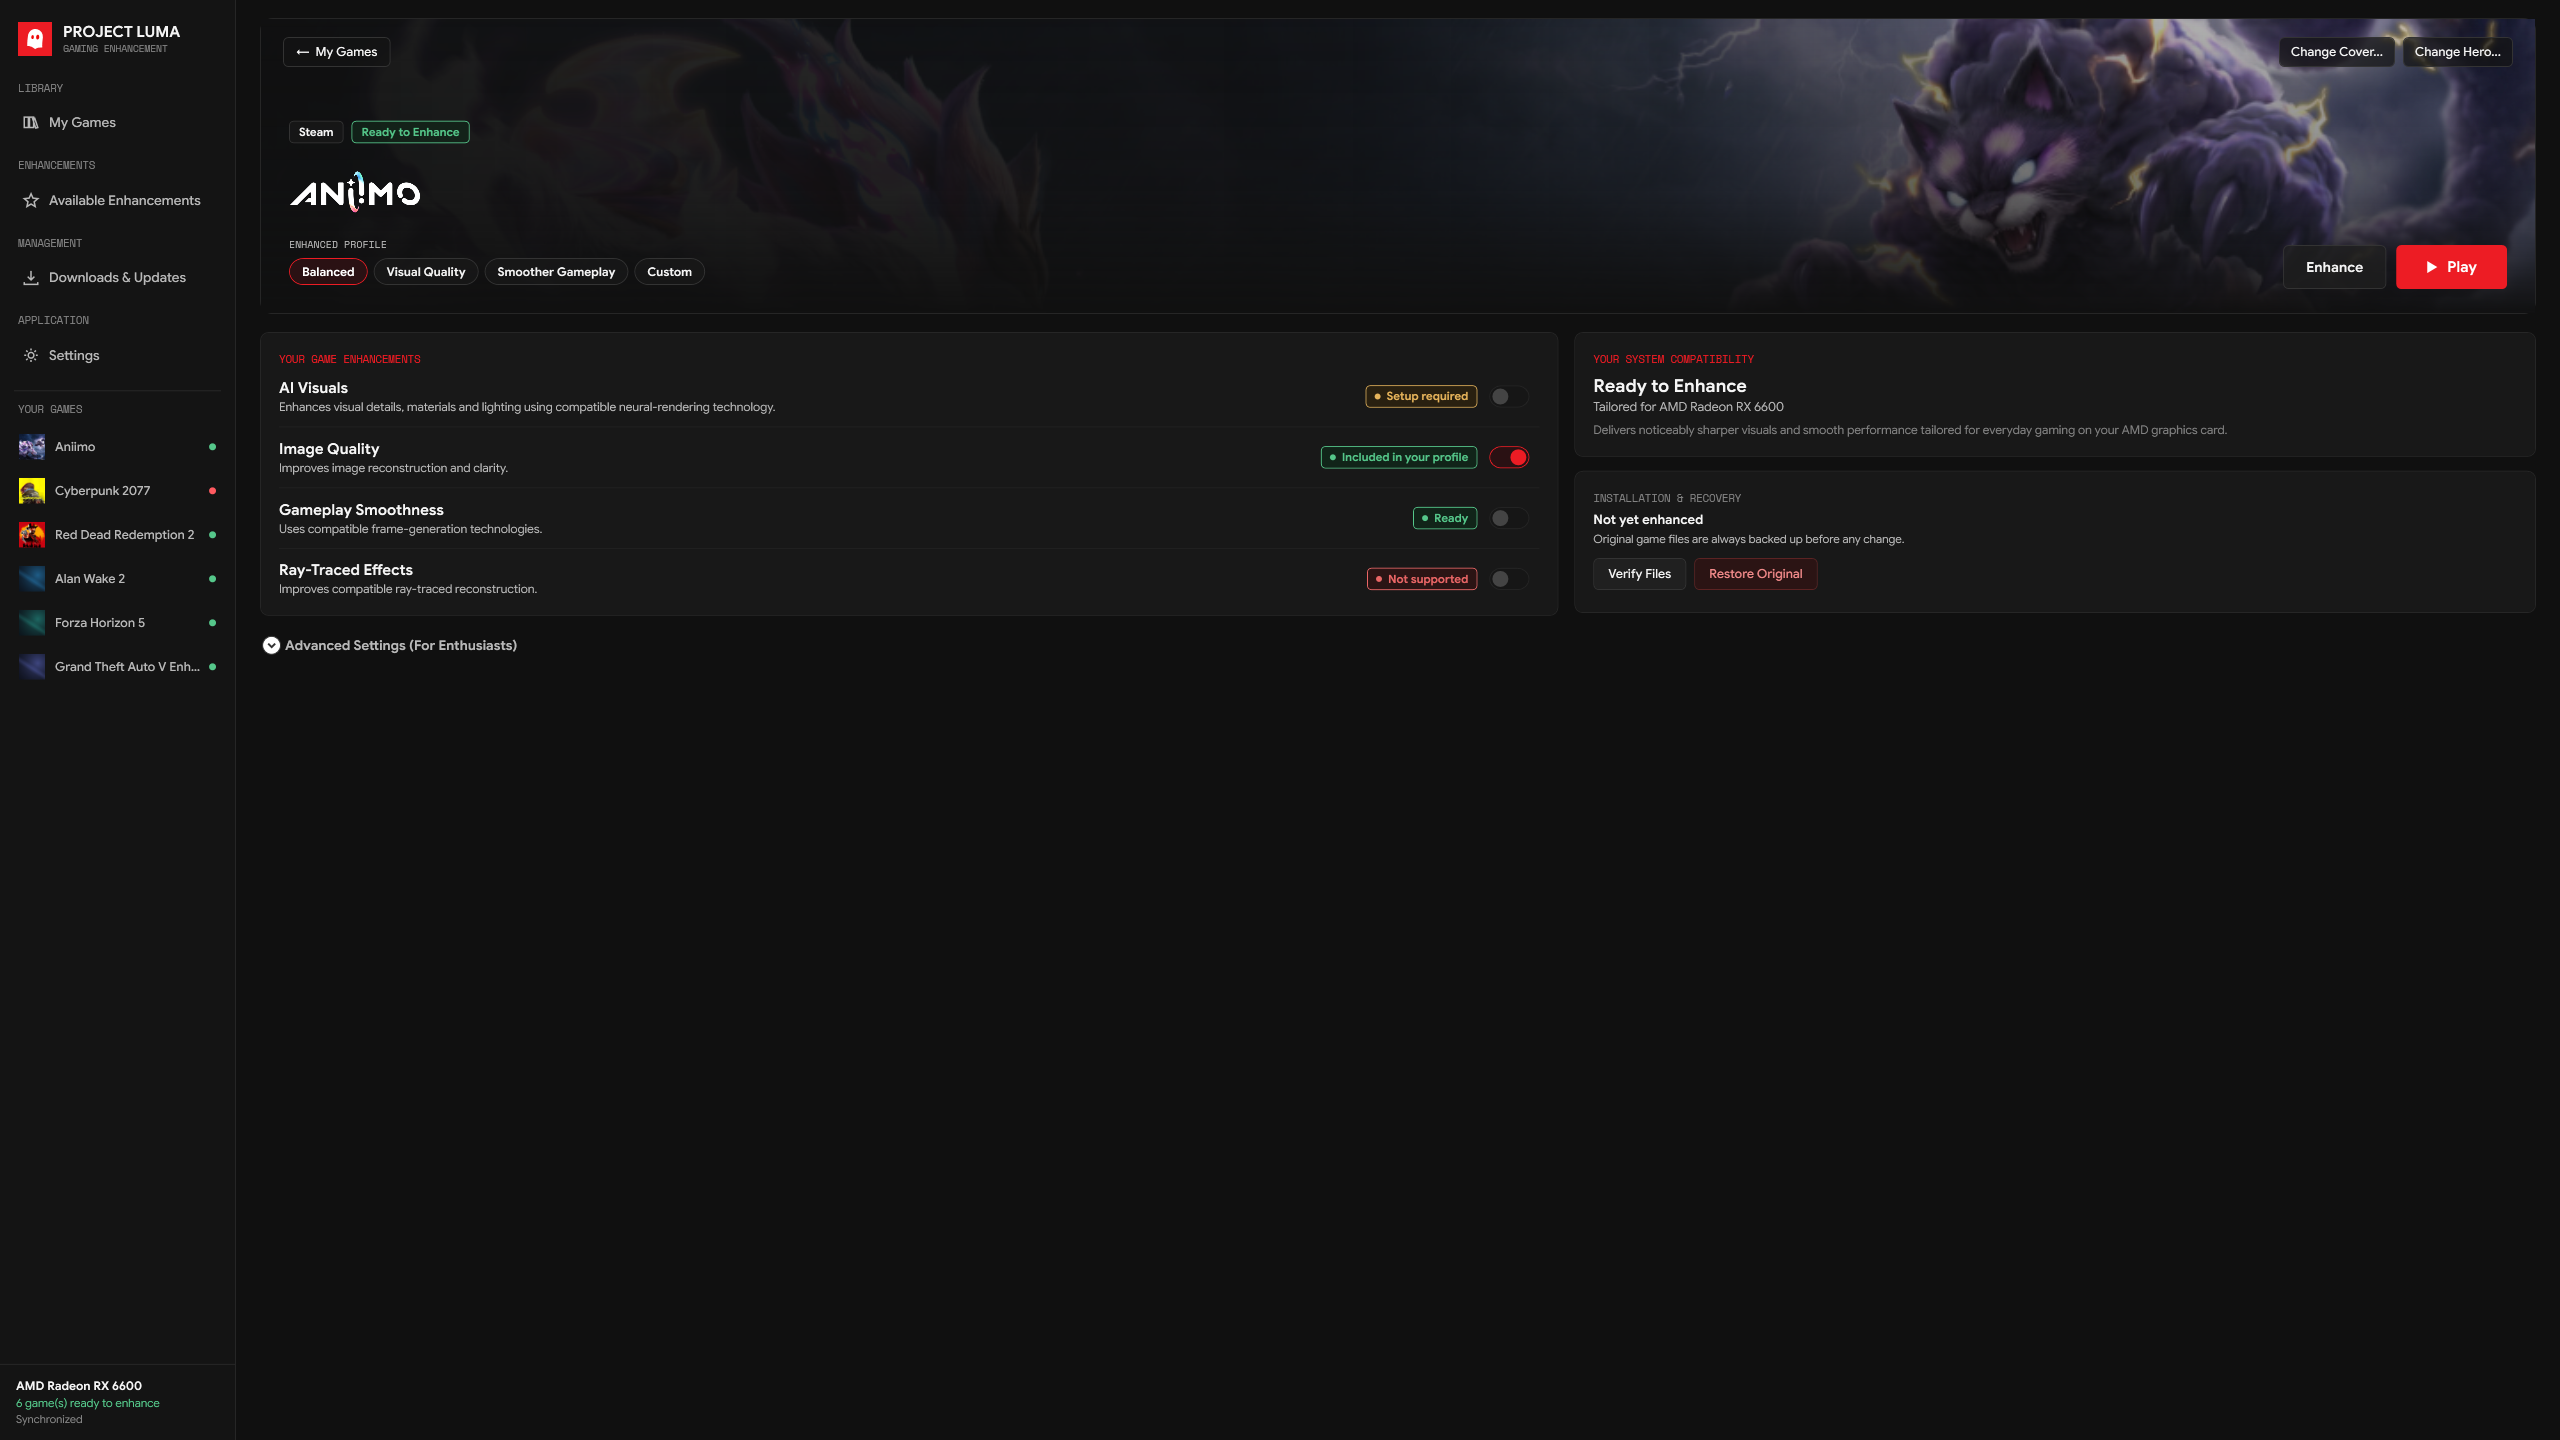 PROJECT LUMA
GAMING ENHANCEMENT
LIBRARY
My Games
ENHANCEMENTS
Available Enhancements
MANAGEMENT
Downloads & Updates
APPLICATION
Settings
YOUR GAMES
Aniimo
Cyberpunk 2077
Red Dead Redemption 2
Alan Wake 2
Forza Horizon 5
Grand Theft Auto V Enh...
AMD Radeon RX 6600
6 game(s) ready to enhance
Synchronized
← My Games
Change Cover...
Change Hero...
Steam
Ready to Enhance
ANIIMO
ENHANCED PROFILE
Balanced
Visual Quality
Smoother Gameplay
Custom
Enhance
Play
YOUR GAME ENHANCEMENTS
AI Visuals
Enhances visual details, materials and lighting using compatible neural-rendering technology.
Setup required
Image Quality
Improves image reconstruction and clarity.
Included in your profile
Gameplay Smoothness
Uses compatible frame-generation technologies.
Ready
Ray-Traced Effects
Improves compatible ray-traced reconstruction.
Not supported
Advanced Settings (For Enthusiasts)
YOUR SYSTEM COMPATIBILITY
Ready to Enhance
Tailored for AMD Radeon RX 6600
Delivers noticeably sharper visuals and smooth performance tailored for everyday gaming on your AMD graphics card.
INSTALLATION & RECOVERY
Not yet enhanced
Original game files are always backed up before any change.
Verify Files
Restore Original